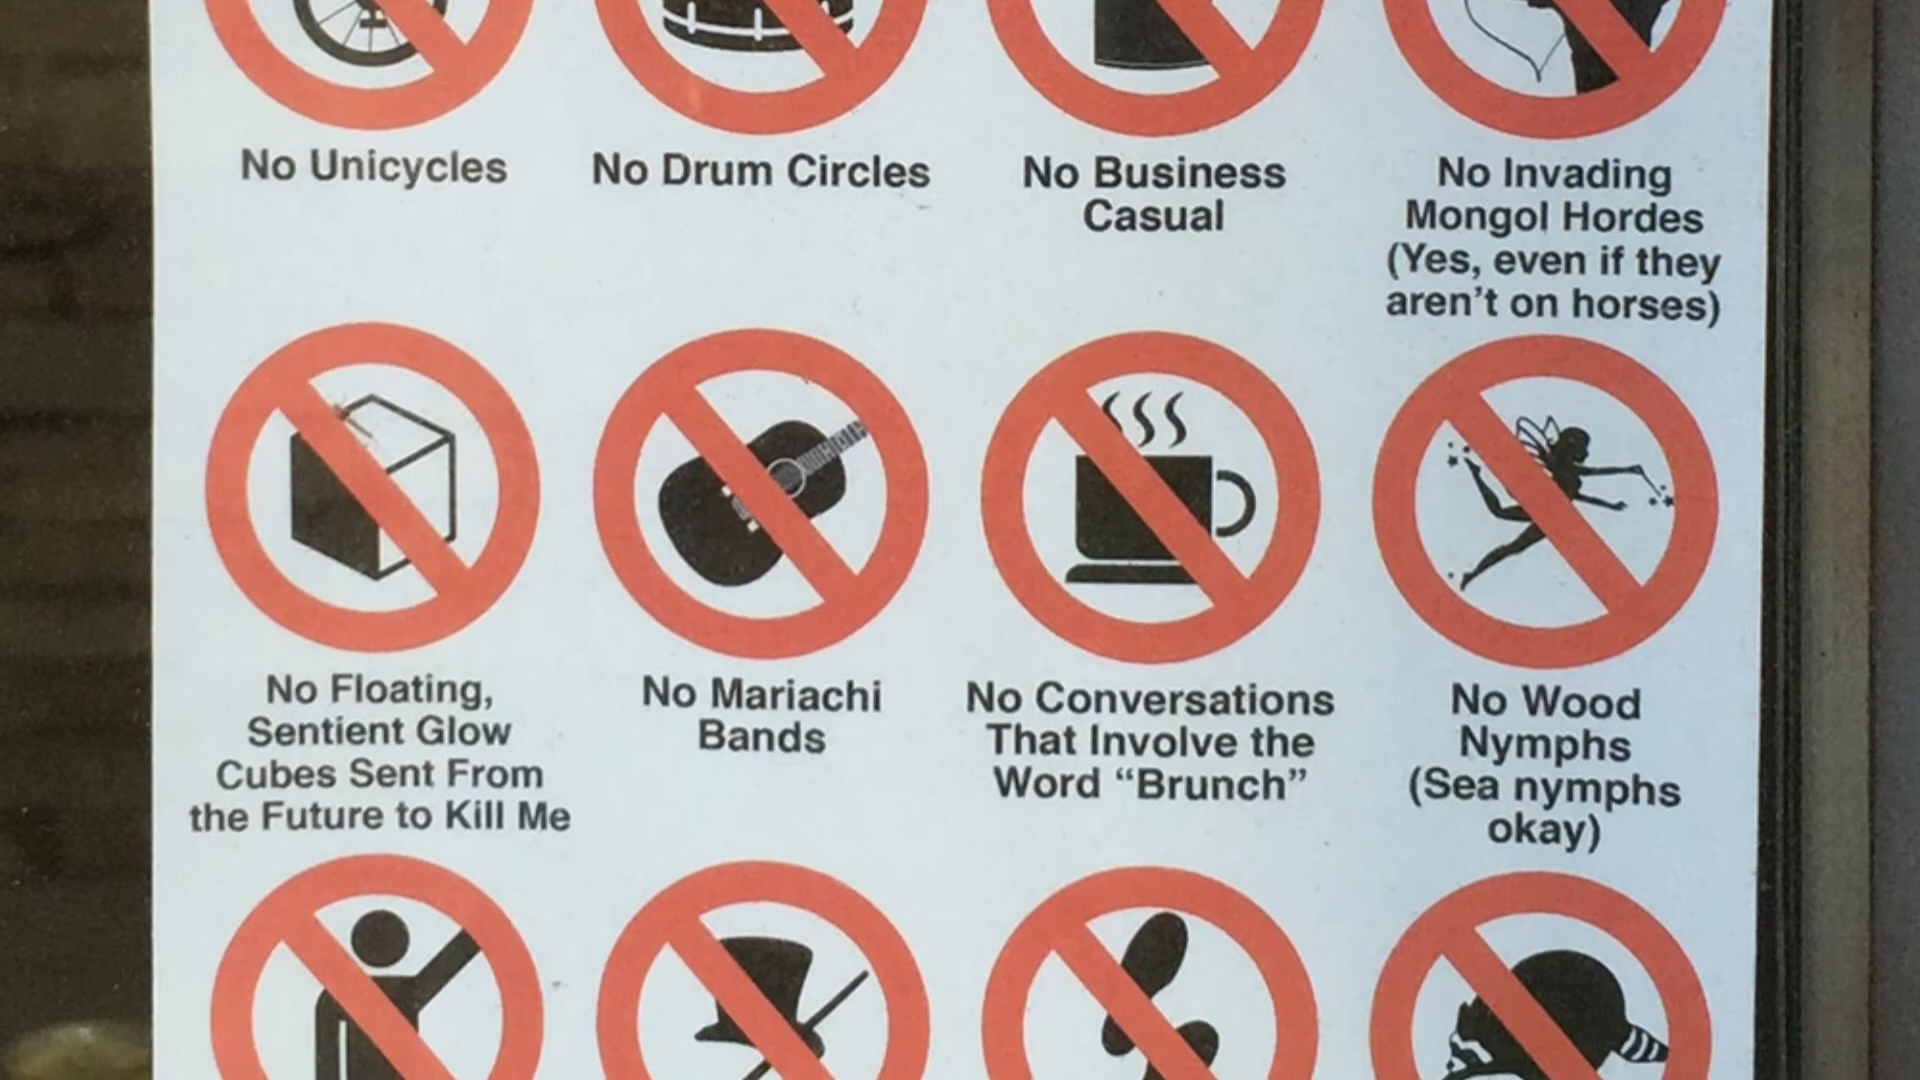 No Unicycles
No Drum Circles
No Business
Casual
No Invading
Mongol Hordes
(Yes, even if they
aren't on horses)
No Floating,
Sentient Glow
Cubes Sent From
the Future to Kill Me
No Mariachi
Bands
No Conversations
That Involve the
Word “Brunch”
No Wood
Nymphs
(Sea nymphs
okay)